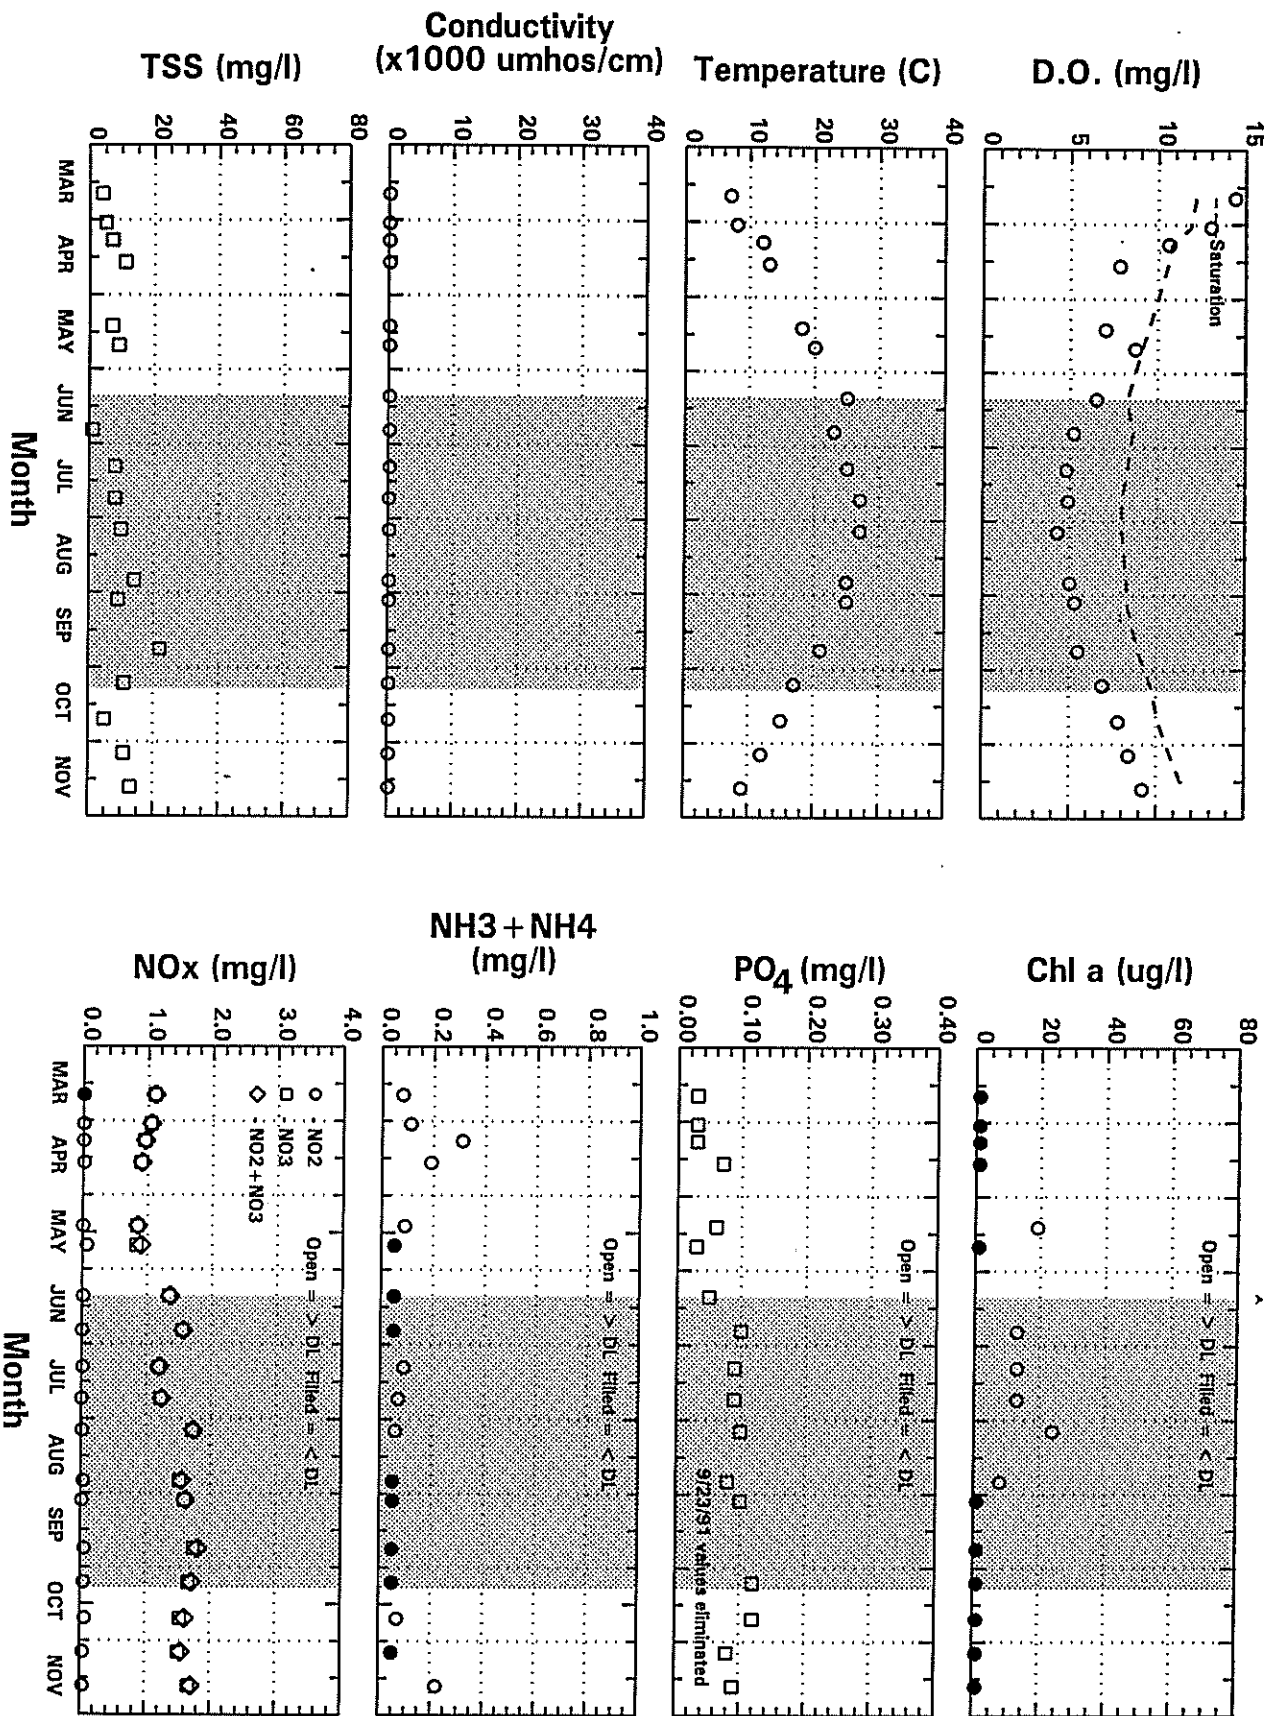 D.O. (mg/l)
0 5 10 15
Saturation
Temperature (C)
0 10 20 30 40
Conductivity
(x1000 umhos/cm)
0 10 20 30 40
TSS (mg/l)
0 20 40 60 80
MAR APR MAY JUN JUL AUG SEP OCT NOV
Month
Chl a (ug/l)
0 20 40 60 80
Open = > DL Filled = < DL
PO4 (mg/l)
0.00 0.10 0.20 0.30 0.40
Open = > DL Filled = < DL
9/23/91 values eliminated
NH3 + NH4
(mg/l)
0.0 0.2 0.4 0.6 0.8 1.0
Open = > DL Filled = < DL
NOx (mg/l)
0.0 1.0 2.0 3.0 4.0
○ - NO2
□ - NO3
◇ - NO2+NO3
Open = > DL Filled = < DL
MAR APR MAY JUN JUL AUG SEP OCT NOV
Month